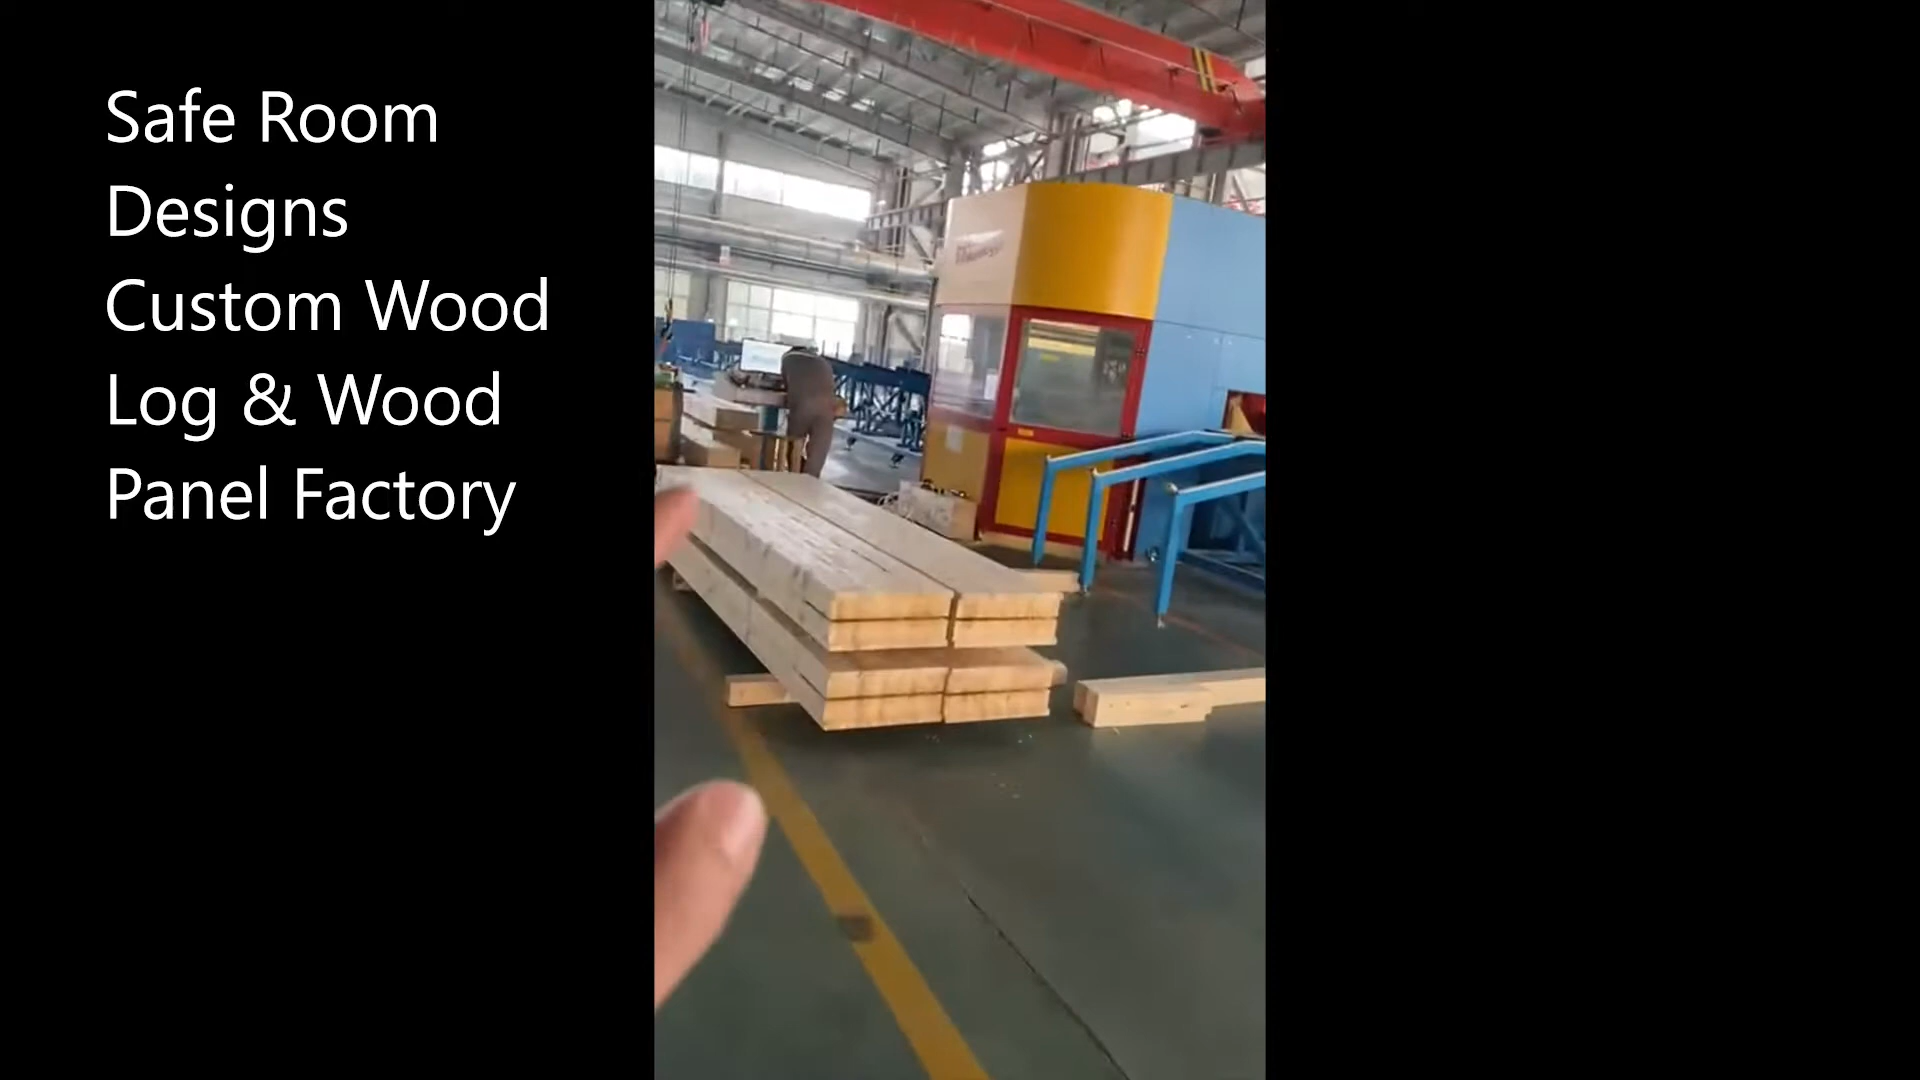 Safe Room
Designs
Custom Wood
Log & Wood
Panel Factory